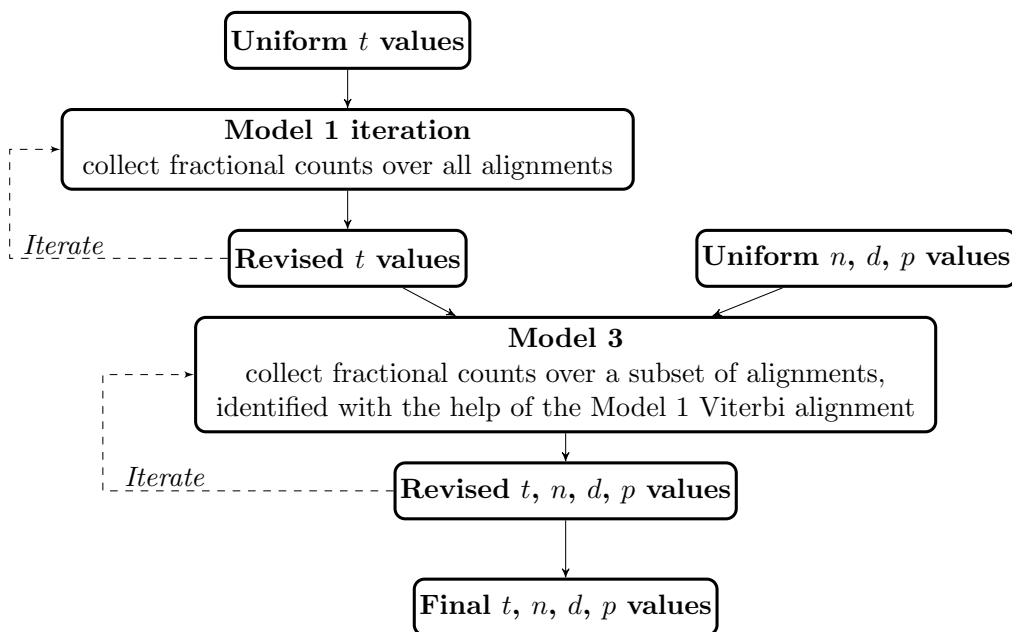 Uniform t values
Model 1 iteration
collect fractional counts over all alignments
Iterate
Revised t values
Uniform n, d, p values
Model 3
collect fractional counts over a subset of alignments,
identified with the help of the Model 1 Viterbi alignment
Iterate
Revised t, n, d, p values
Final t, n, d, p values